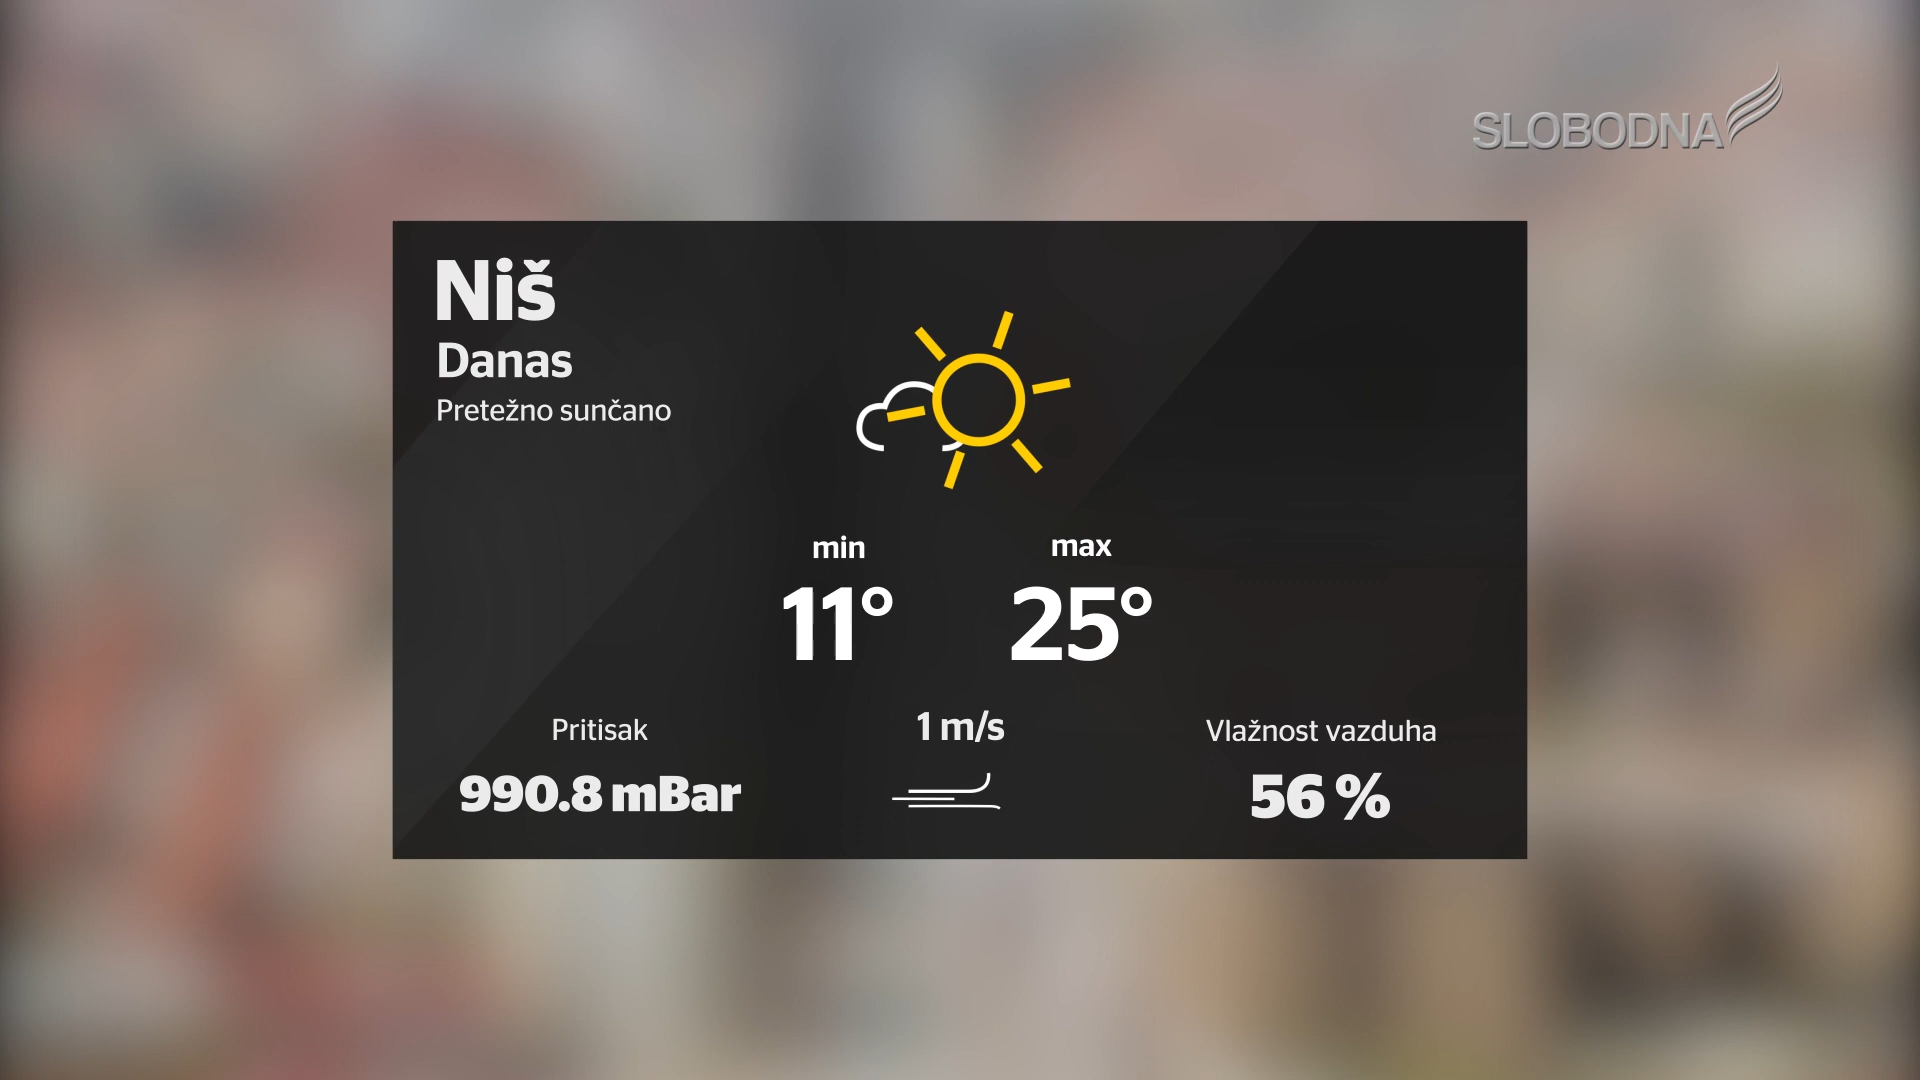 SLOBODNA
Niš
Danas
Pretežno sunčano
min
max
11°
25°
Pritisak
1 m/s
Vlažnost vazduha
990.8 mBar
56 %